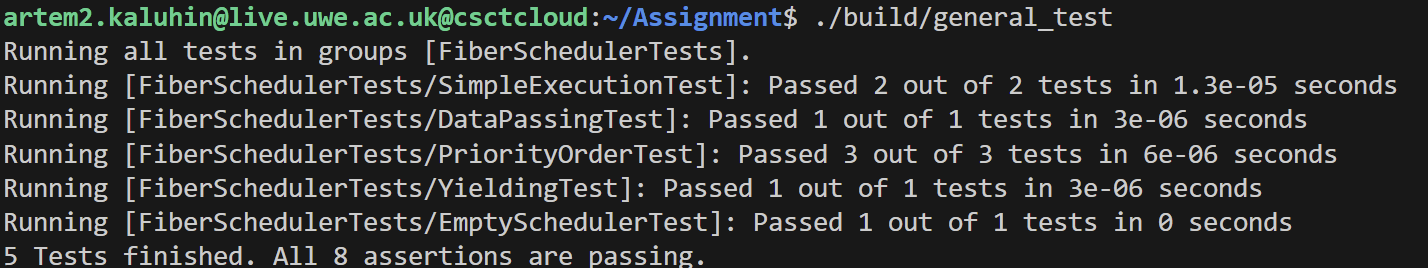 artem2.kaluhin@live.uwe.ac.uk@csctcloud:~/Assignment$ ./build/general_test
Running all tests in groups [FiberSchedulerTests].
Running [FiberSchedulerTests/SimpleExecutionTest]: Passed 2 out of 2 tests in 1.3e-05 seconds
Running [FiberSchedulerTests/DataPassingTest]: Passed 1 out of 1 tests in 3e-06 seconds
Running [FiberSchedulerTests/PriorityOrderTest]: Passed 3 out of 3 tests in 6e-06 seconds
Running [FiberSchedulerTests/YieldingTest]: Passed 1 out of 1 tests in 3e-06 seconds
Running [FiberSchedulerTests/EmptySchedulerTest]: Passed 1 out of 1 tests in 0 seconds
5 Tests finished. All 8 assertions are passing.